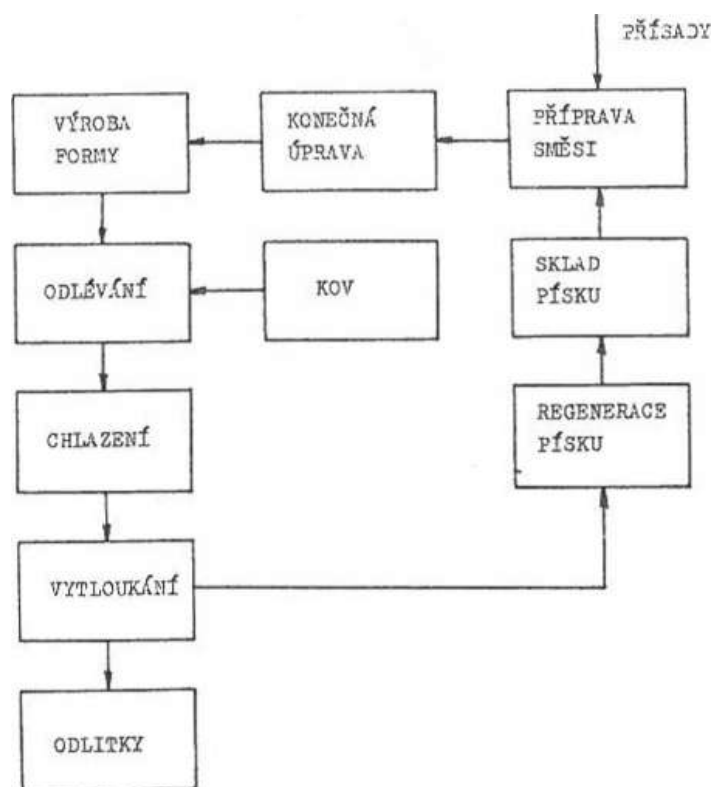 PŘÍSADY
VÝROBA
FORMY
KONEČNÁ
ÚPRAVA
PŘÍPRAVA
SMĚSI
ODLÉVÁNÍ
KOV
SKLAD
PÍSKU
CHLAZENÍ
REGENERACE
PÍSKU
VYTLOUKÁNÍ
ODLITKY